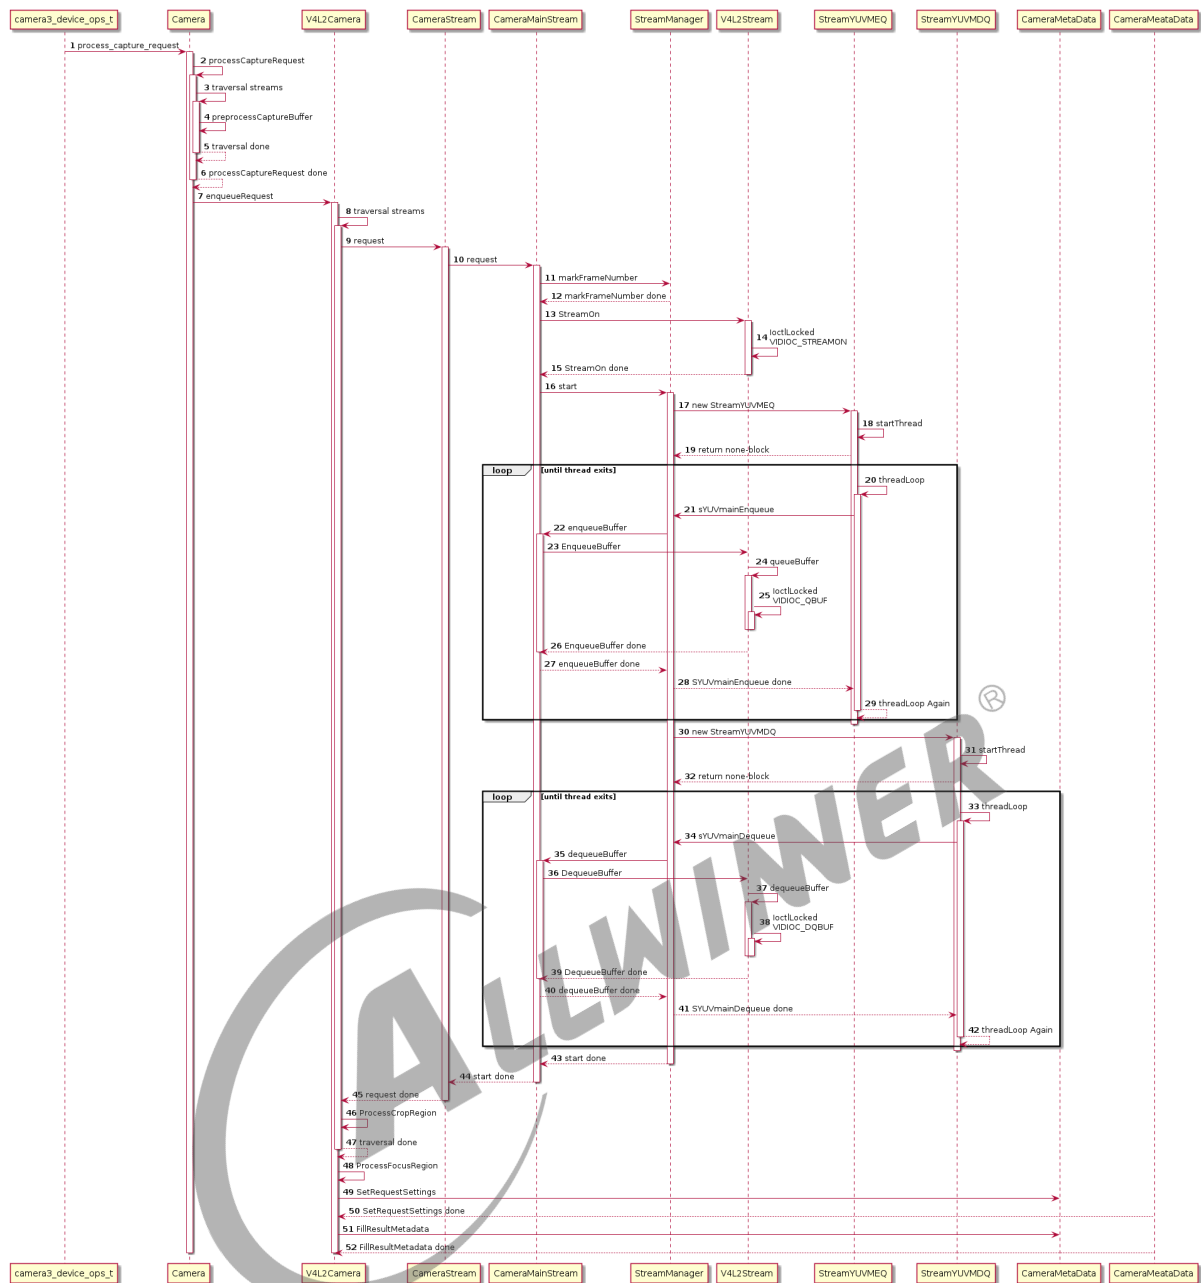 camera3_device_ops_t
Camera
V4L2Camera
CameraStream
CameraMainStream
StreamManager
V4L2Stream
StreamYUVMEQ
StreamYUVMDQ
CameraMetaData
CameraMeataData
1 process_capture_request
2 processCaptureRequest
3 traversal streams
4 preprocessCaptureBuffer
5 traversal done
6 processCaptureRequest done
7 enqueueRequest
8 traversal streams
9 request
10 request
11 markFrameNumber
12 markFrameNumber done
13 StreamOn
14 IoctlLocked
VIDIOC_STREAMON
15 StreamOn done
16 start
17 new StreamYUVMEQ
18 startThread
19 return none-block
loop [until thread exits]
20 threadLoop
21 sYUVmainEnqueue
22 enqueueBuffer
23 EnqueueBuffer
24 queueBuffer
25 IoctlLocked
VIDIOC_QBUF
26 EnqueueBuffer done
27 enqueueBuffer done
28 SYUVmainEnqueue done
29 threadLoop Again
30 new StreamYUVMDQ
31 startThread
32 return none-block
loop [until thread exits]
33 threadLoop
34 sYUVmainDequeue
35 dequeueBuffer
36 DequeueBuffer
37 dequeueBuffer
38 IoctlLocked
VIDIOC_DQBUF
39 DequeueBuffer done
40 dequeueBuffer done
41 SYUVmainDequeue done
42 threadLoop Again
43 start done
44 start done
45 request done
46 ProcessCropRegion
47 traversal done
48 ProcessFocusRegion
49 SetRequestSettings
50 SetRequestSettings done
51 FillResultMetadata
52 FillResultMetadata done
camera3_device_ops_t
Camera
V4L2Camera
CameraStream
CameraMainStream
StreamManager
V4L2Stream
StreamYUVMEQ
StreamYUVMDQ
CameraMetaData
CameraMeataData
ALLWINNER®